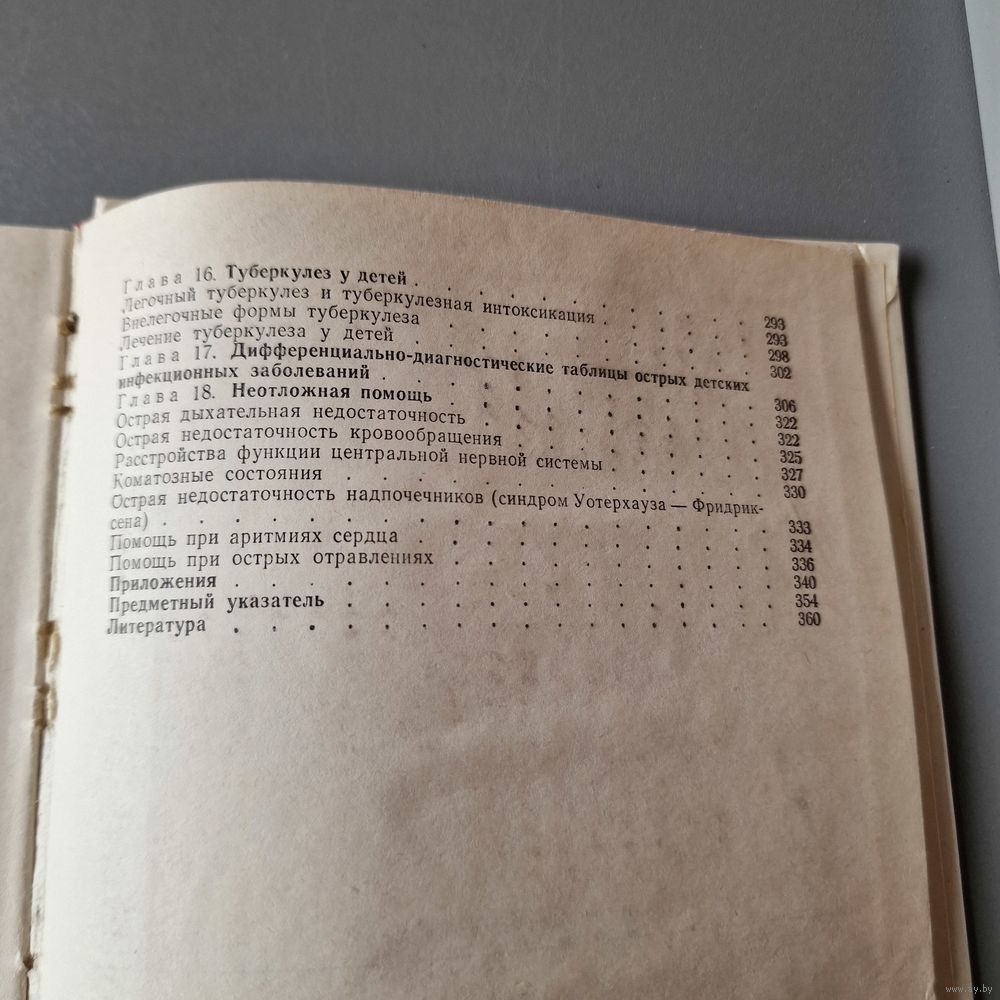 Глава 16. Туберкулез у детей . . . . . . . . . . 293
Легочный туберкулез и туберкулезная интоксикация . . . . . 293
Внелегочные формы туберкулеза . . . . . . . . . 298
Лечение туберкулеза у детей . . . . . . . . . . 302
Глава 17. Дифференциально-диагностические таблицы острых детских
инфекционных заболеваний . . . . . . . . . . . 306
Глава 18. Неотложная помощь . . . . . . . . . 322
Острая дыхательная недостаточность . . . . . . . . 322
Острая недостаточность кровообращения . . . . . . . 325
Расстройства функции центральной нервной системы . . . . . 327
Коматозные состояния . . . . . . . . . . . . 330
Острая недостаточность надпочечников (синдром Уотерхауза — Фридрик-
сена) . . . . . . . . . . . . . . . . 333
Помощь при аритмиях сердца . . . . . . . . . . 334
Помощь при острых отравлениях . . . . . . . . . 336
Приложения . . . . . . . . . . . . . . . 340
Предметный указатель . . . . . . . . . . . . 354
Литература . . . . . . . . . . . . . . . 360
www.ay.by